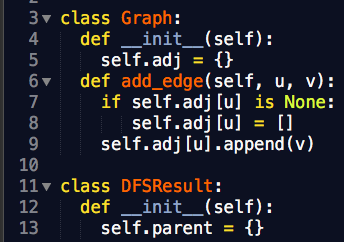 3 class Graph:
4 def __init__(self):
5 self.adj = {}
6 def add_edge(self, u, v):
7 if self.adj[u] is None:
8 self.adj[u] = []
9 self.adj[u].append(v)
10
11 class DFSResult:
12 def __init__(self):
13 self.parent = {}